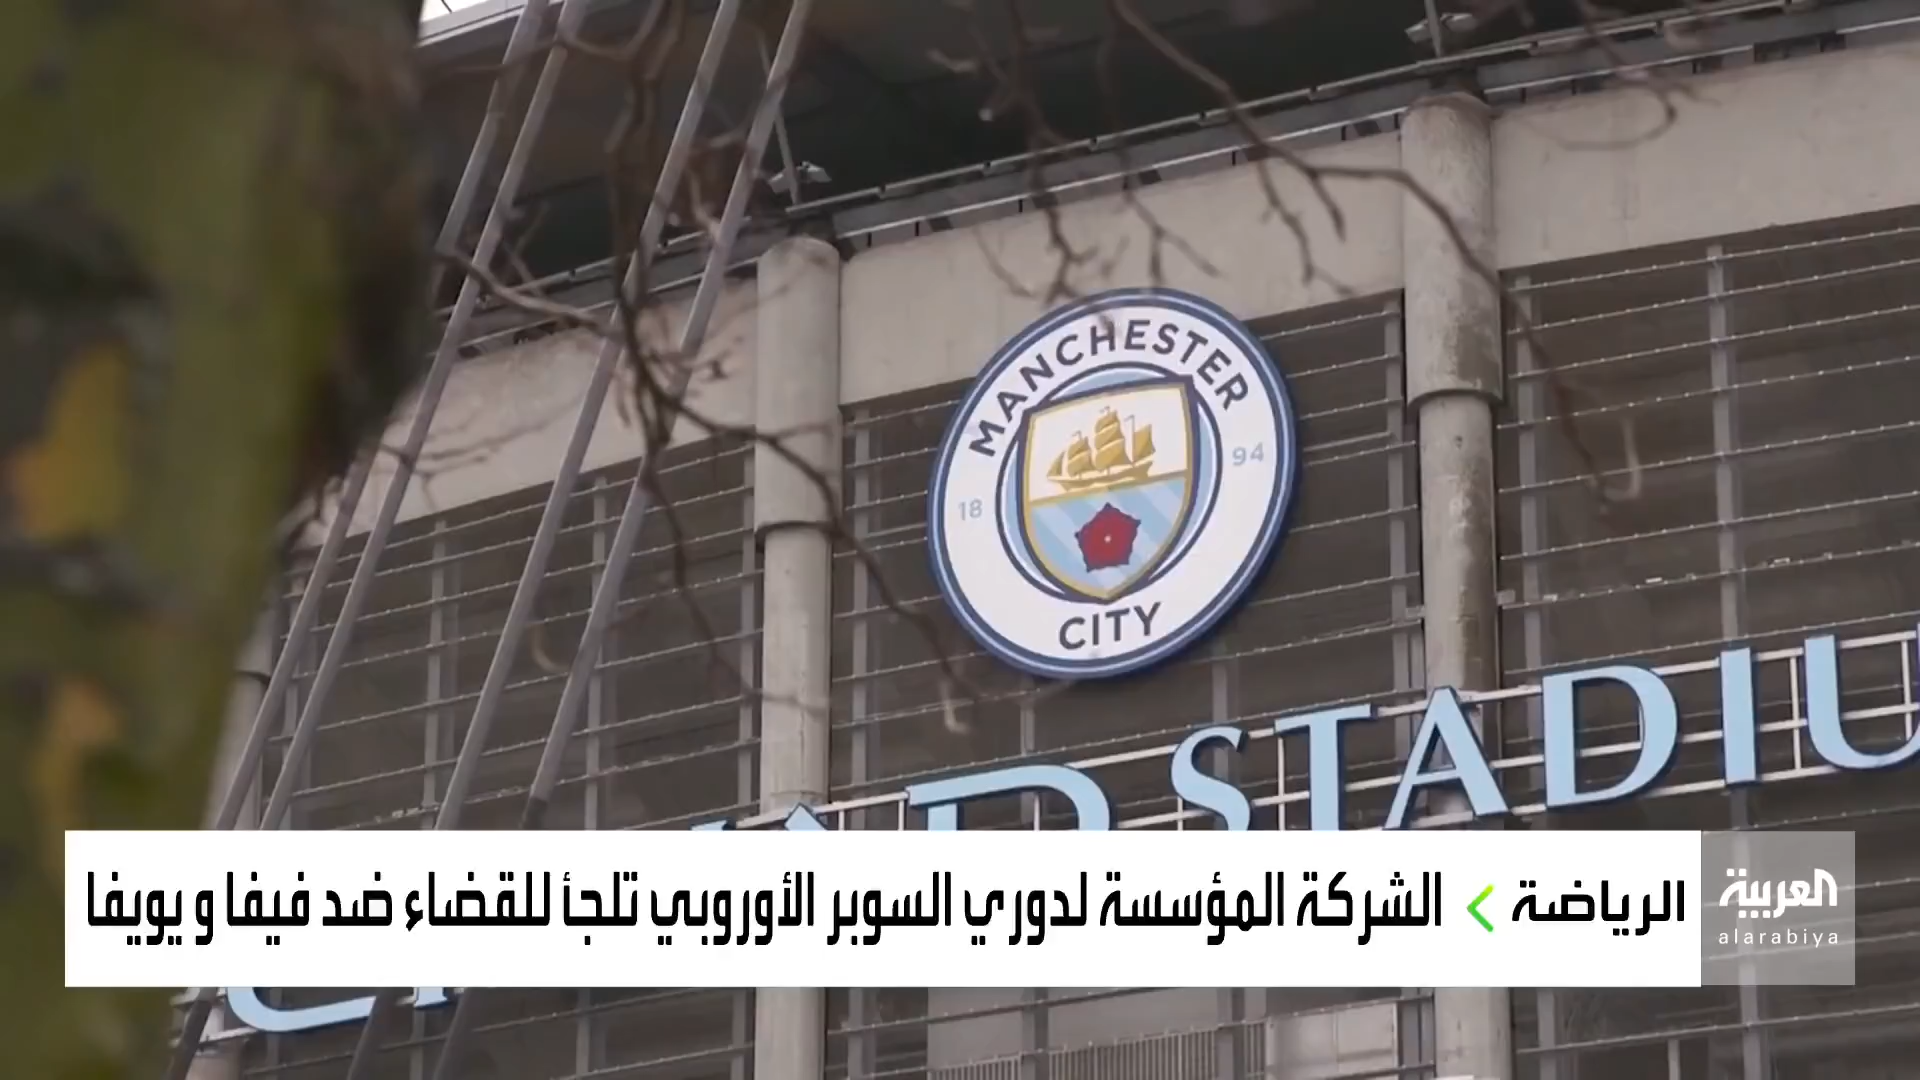 MANCHESTER
18 94
CITY
STADIU
الرياضة > الشركة المؤسسة لدوري السوبر الأوروبي تلجأ للقضاء ضد فيفا و يويفا
العربية
alarabiya